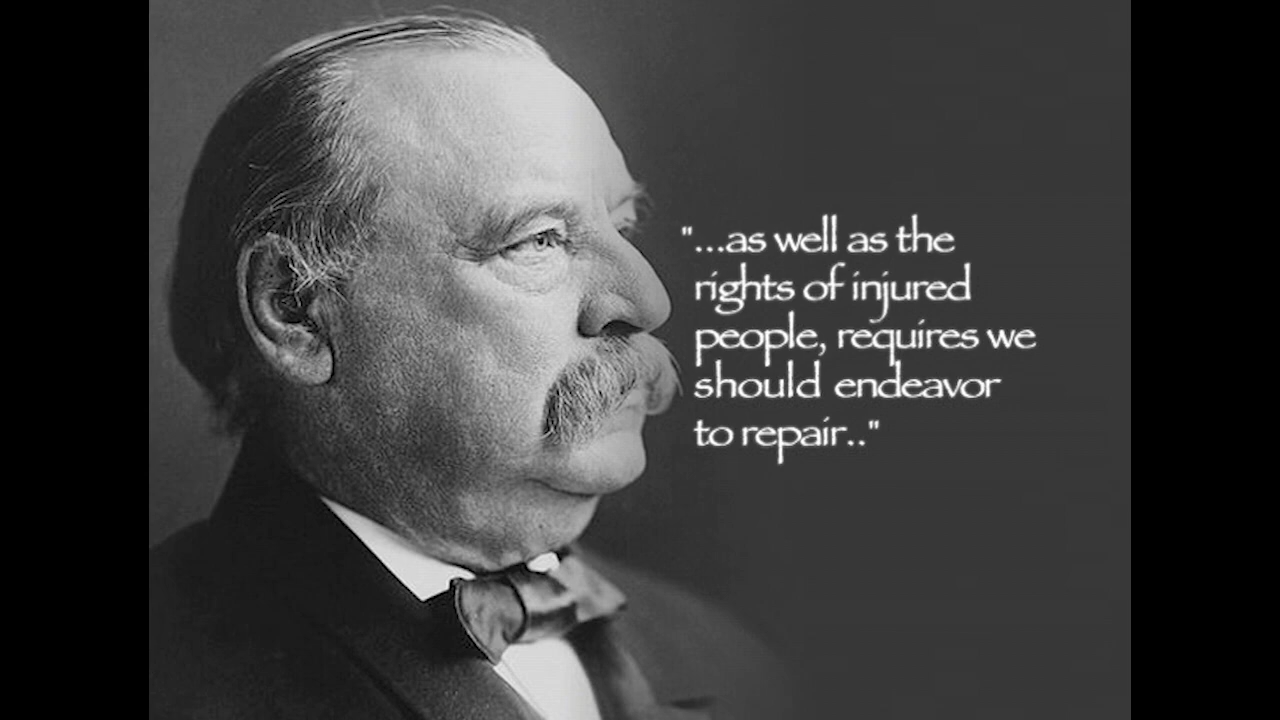 "...as well as the
rights of injured
people, requires we
should endeavor
to repair.."